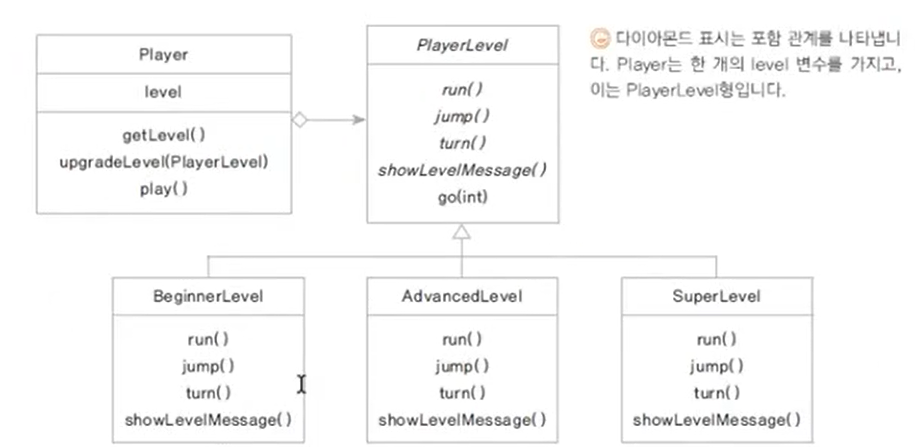 Player
level
getLevel()
upgradeLevel(PlayerLevel)
play()
PlayerLevel
run()
jump()
turn()
showLevelMessage()
go(int)
다이아몬드 표시는 포함 관계를 나타냅니
다. Player는 한 개의 level 변수를 가지고,
이는 PlayerLevel형입니다.
BeginnerLevel
run()
jump()
turn()
showLevelMessage()
AdvancedLevel
run()
jump()
turn()
showLevelMessage()
SuperLevel
run()
jump()
turn()
showLevelMessage()